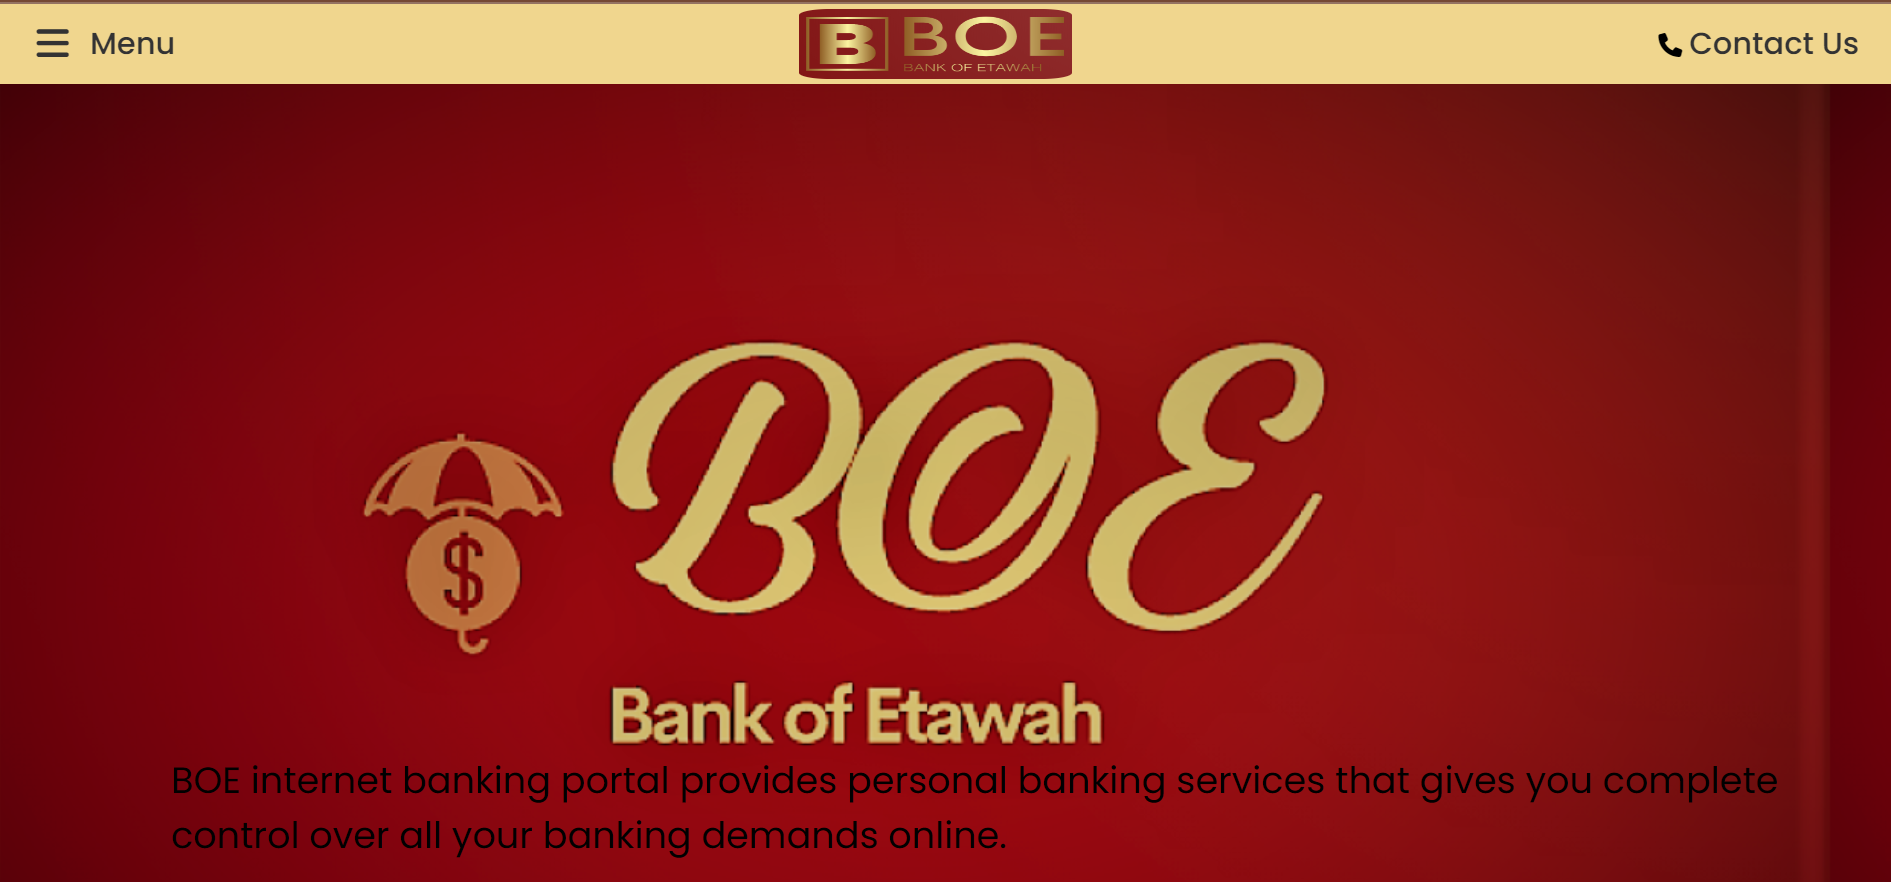 Menu
B BOE
BANK OF ETAWAH
Contact Us
BOE
$
Bank of Etawah
BOE internet banking portal provides personal banking services that gives you complete
control over all your banking demands online.